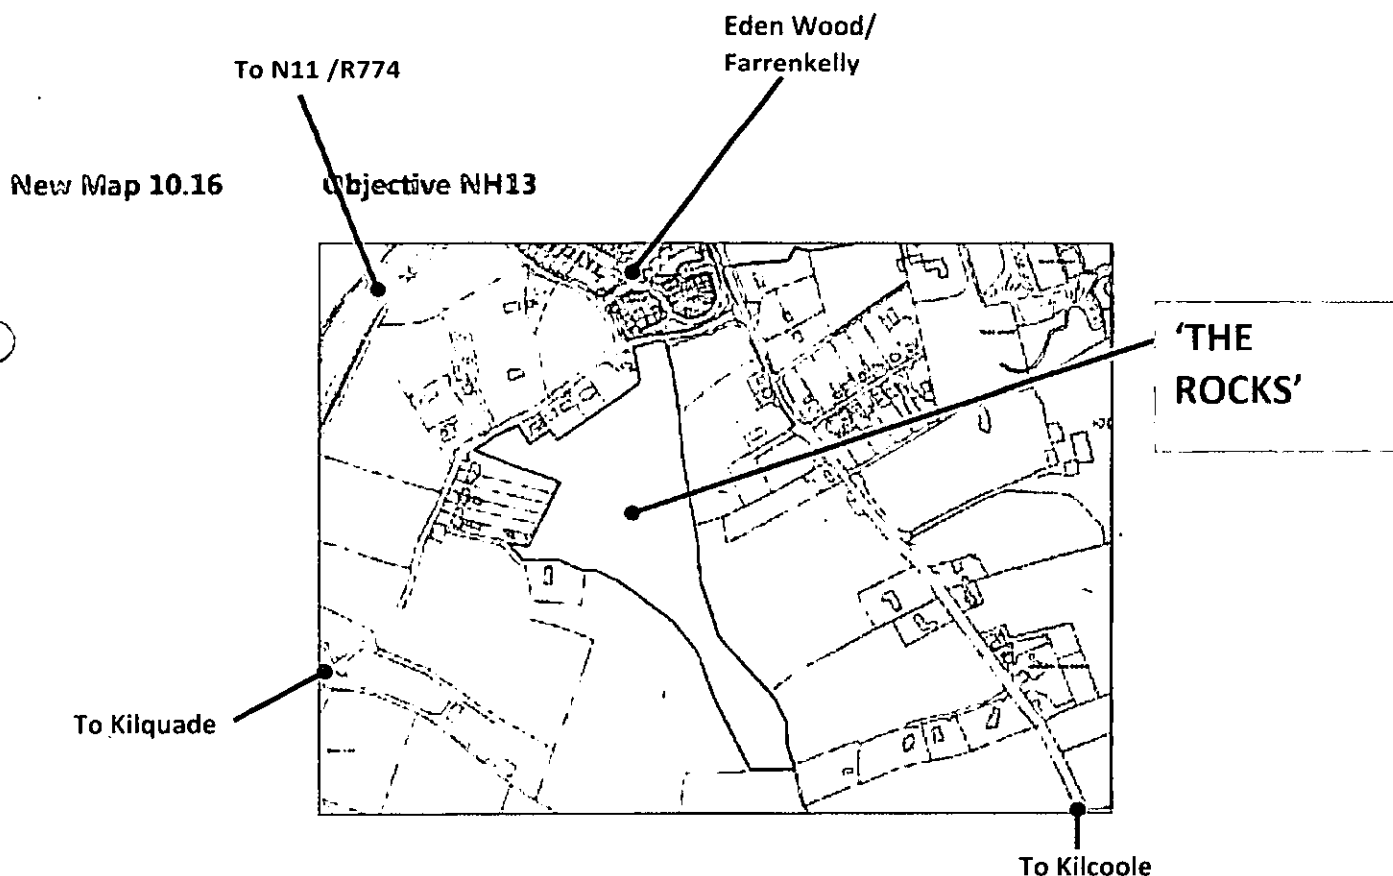 Eden Wood/
Farrenkelly
To N11 /R774
New Map 10.16 Objective NH13
'THE
ROCKS'
To Kilquade
To Kilcoole